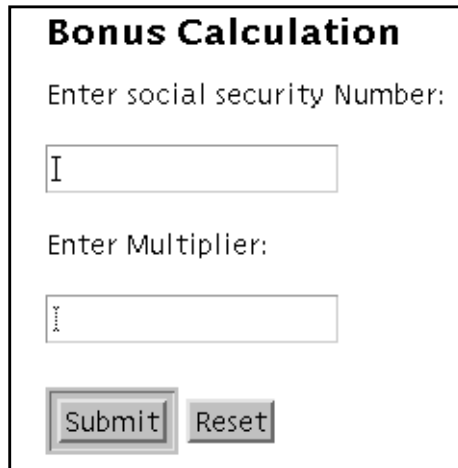 Bonus Calculation
Enter social security Number:
Enter Multiplier:
Submit Reset